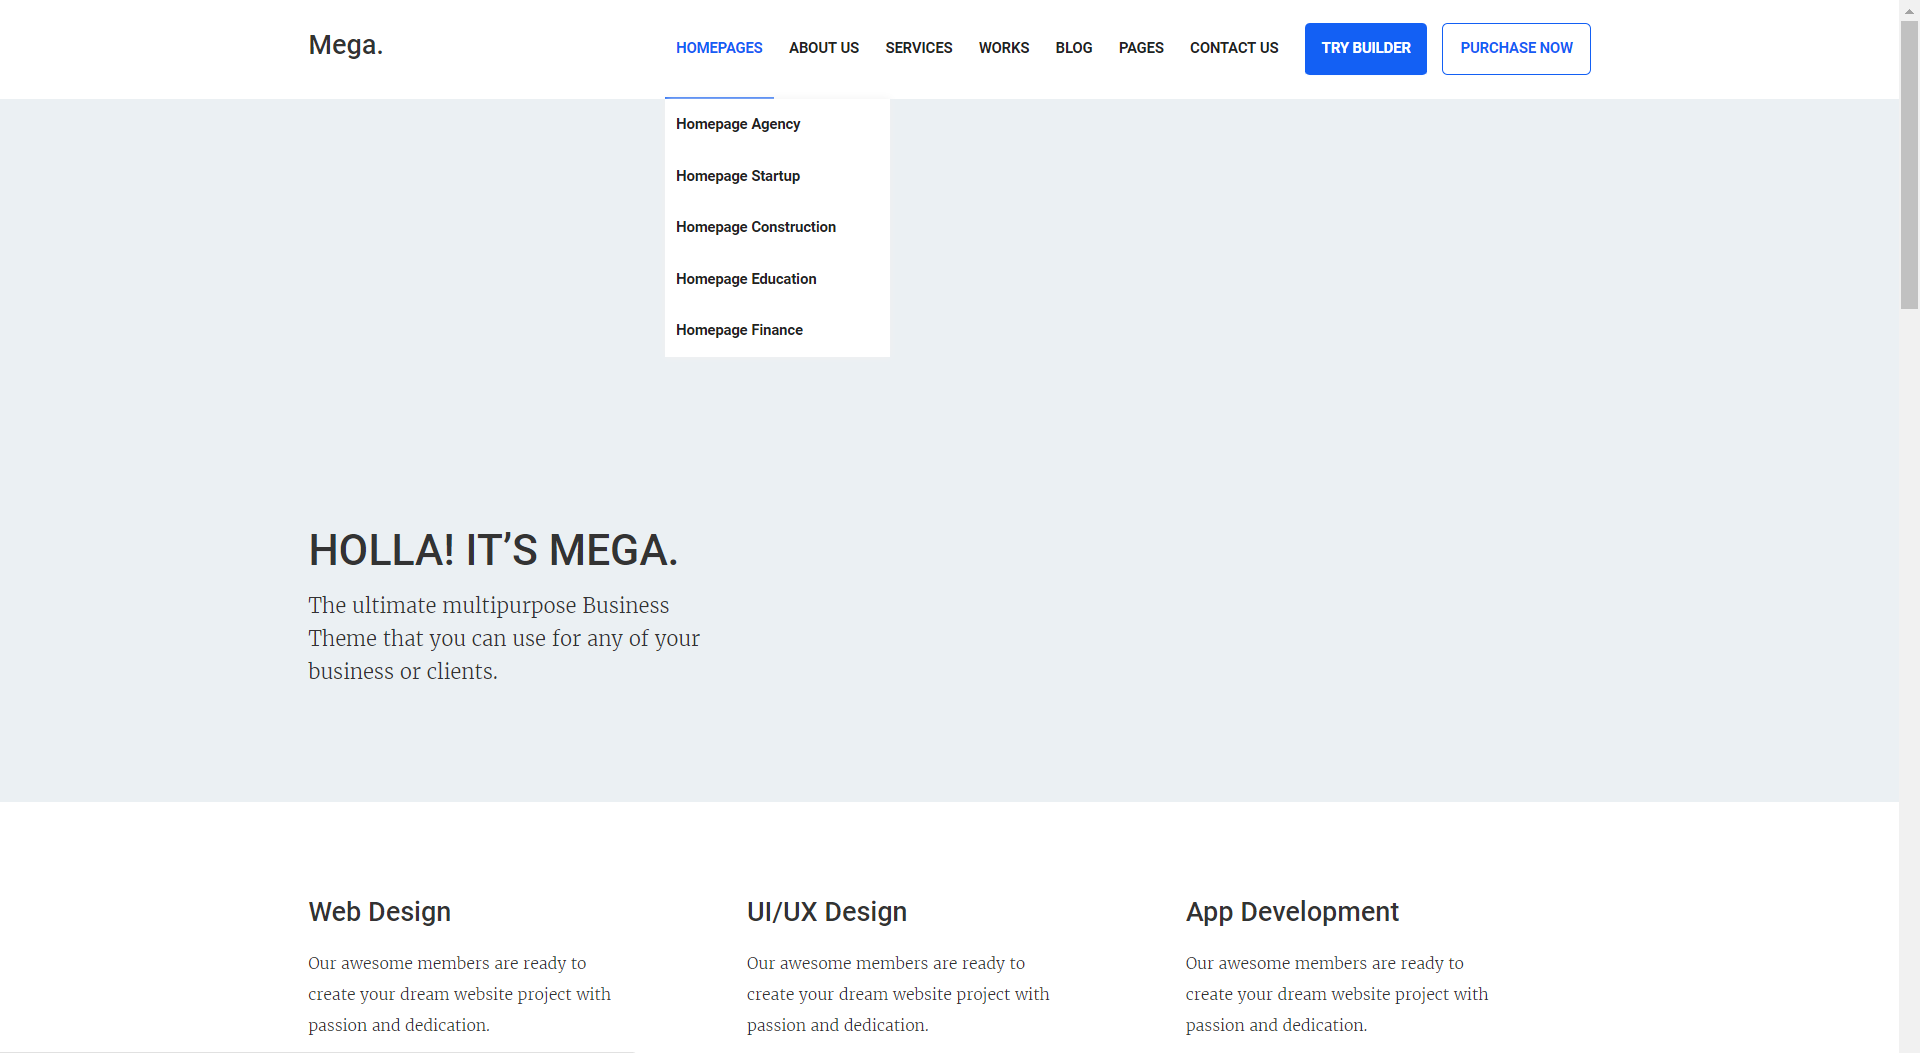 Mega.
HOMEPAGES ABOUT US SERVICES WORKS BLOG PAGES CONTACT US TRY BUILDER PURCHASE NOW
Homepage Agency
Homepage Startup
Homepage Construction
Homepage Education
Homepage Finance
HOLLA! IT’S MEGA.
The ultimate multipurpose Business
Theme that you can use for any of your
business or clients.
Web Design
Our awesome members are ready to
create your dream website project with
passion and dedication.
UI/UX Design
Our awesome members are ready to
create your dream website project with
passion and dedication.
App Development
Our awesome members are ready to
create your dream website project with
passion and dedication.